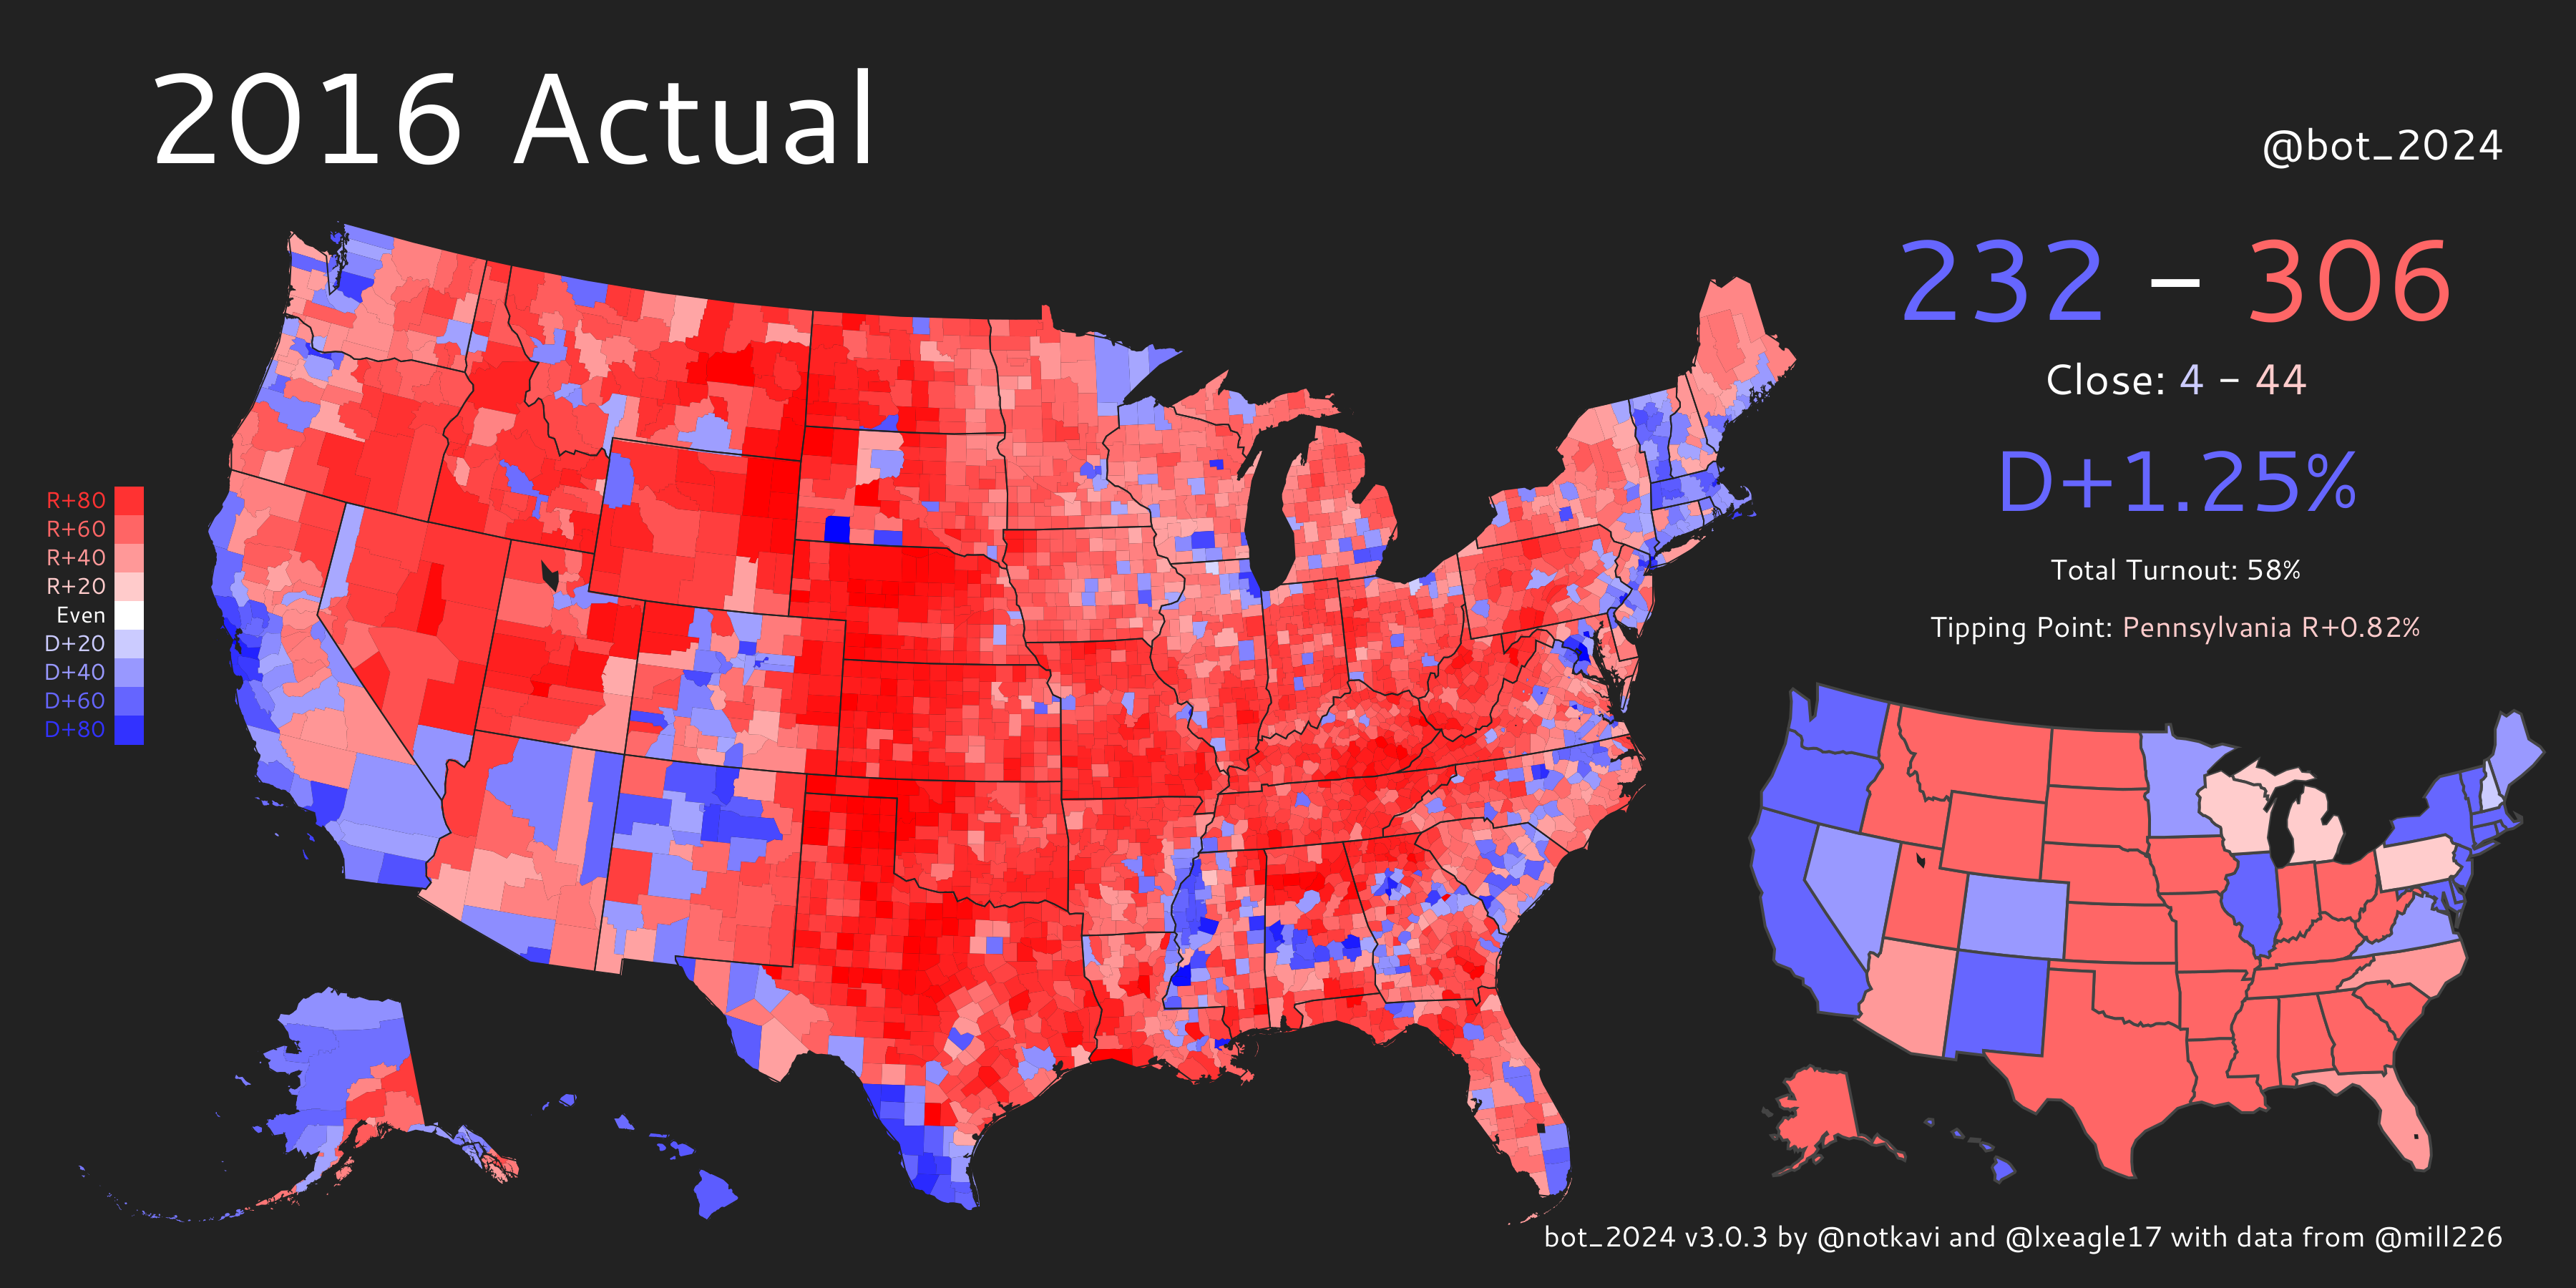 2016 Actual
@bot_2024
232 – 306
Close: 4 – 44
D+1.25%
Total Turnout: 58%
Tipping Point: Pennsylvania R+0.82%
R+80
R+60
R+40
R+20
Even
D+20
D+40
D+60
D+80
bot_2024 v3.0.3 by @notkavi and @lxeagle17 with data from @mill226